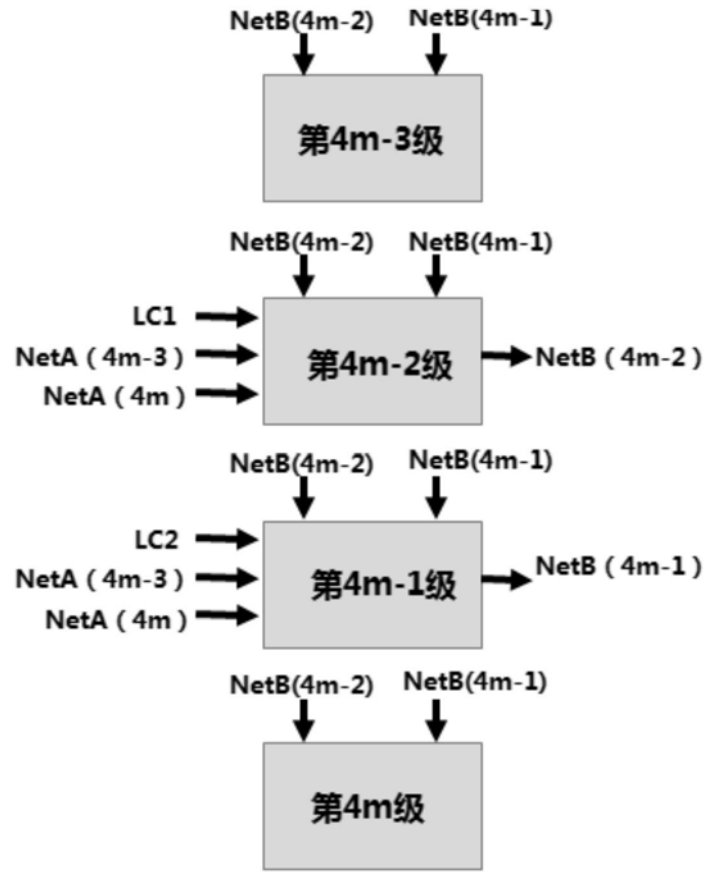 NetB(4m-2) NetB(4m-1)
第4m-3级
NetB(4m-2) NetB(4m-1)
LC1
NetA（4m-3）
NetA（4m）
第4m-2级
NetB（4m-2）
NetB(4m-2) NetB(4m-1)
LC2
NetA（4m-3）
NetA（4m）
第4m-1级
NetB（4m-1）
NetB(4m-2) NetB(4m-1)
第4m级